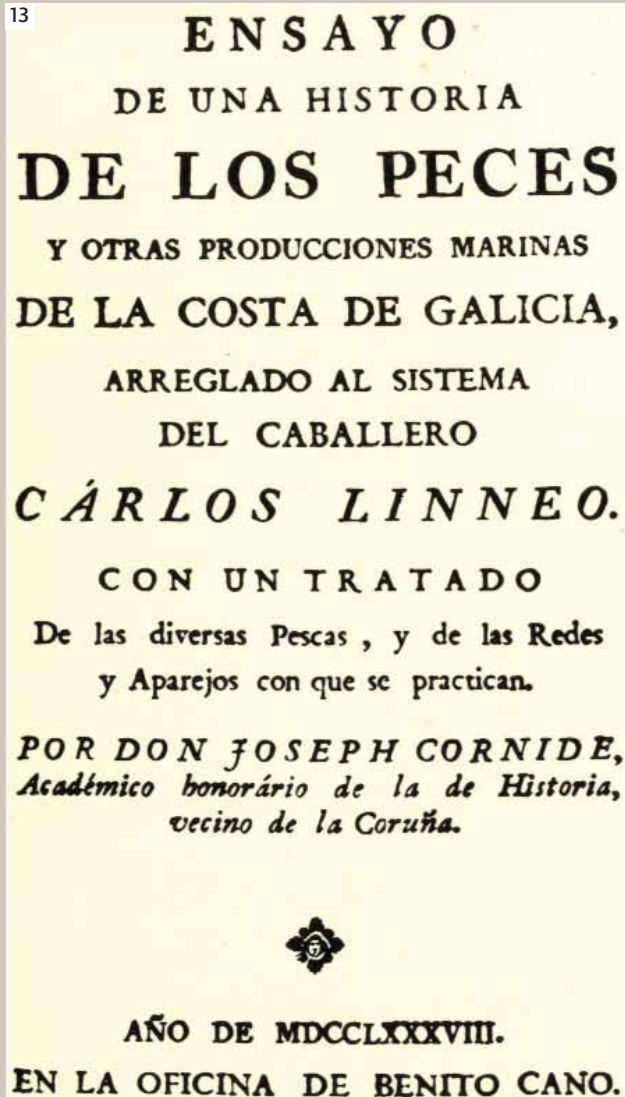 13
ENSAYO
DE UNA HISTORIA
DE LOS PECES
Y OTRAS PRODUCCIONES MARINAS
DE LA COSTA DE GALICIA,
ARREGLADO AL SISTEMA
DEL CABALLERO
CÁRLOS LINNEO.
CON UN TRATADO
De las diversas Pescas , y de las Redes
y Aparejos con que se practican.
POR DON JOSEPH CORNIDE,
Académico honorário de la de Historia,
vecino de la Coruña.
AÑO DE MDCCLXXXVIII.
EN LA OFICINA DE BENITO CANO.